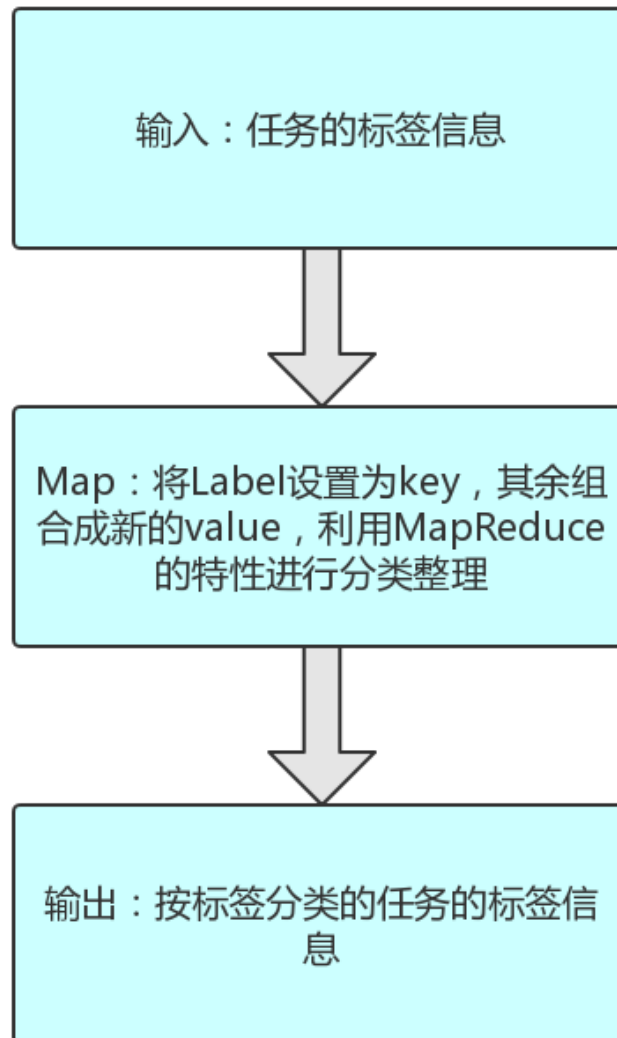 输入：任务的标签信息
Map：将Label设置为key，其余组
合成新的value，利用MapReduce
的特性进行分类整理
输出：按标签分类的任务的标签信
息